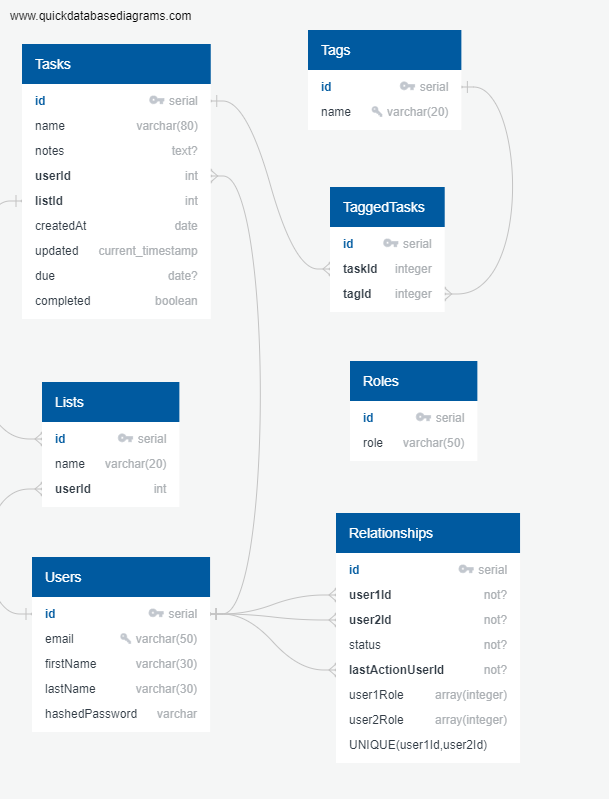 www.quickdatabasediagrams.com
Tasks
id serial
name varchar(80)
notes text?
userId int
listId int
createdAt date
updated current_timestamp
due date?
completed boolean
Tags
id serial
name varchar(20)
TaggedTasks
id serial
taskId integer
tagId integer
Lists
id serial
name varchar(20)
userId int
Roles
id serial
role varchar(50)
Users
id serial
email varchar(50)
firstName varchar(30)
lastName varchar(30)
hashedPassword varchar
Relationships
id serial
user1Id not?
user2Id not?
status not?
lastActionUserId not?
user1Role array(integer)
user2Role array(integer)
UNIQUE(user1Id,user2Id)